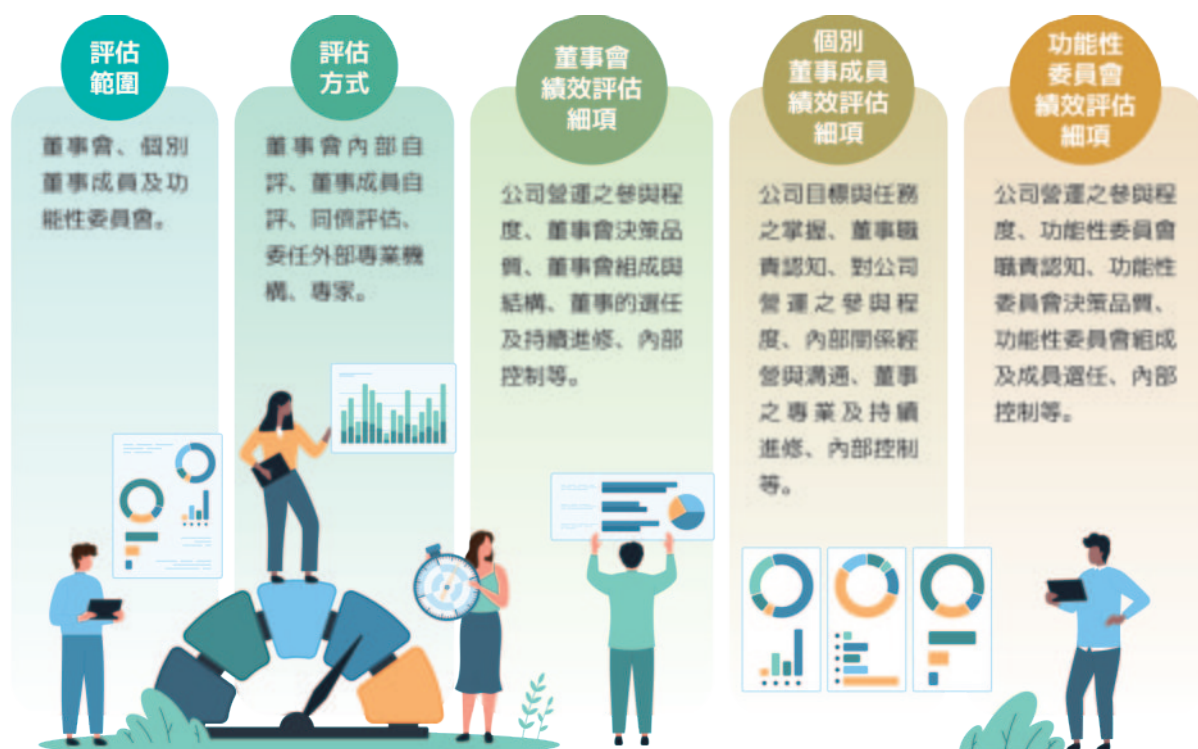 評估
範圍
董事會、個別
董事成員及功
能性委員會。
評估
方式
董事會內部自
評、董事成員自
評、同儕評估、
委任外部專業機
構、專家。
董事會
績效評估
細項
公司營運之參與程
度、董事會決策品
質、董事會組成與
結構、董事的選任
及持續進修、內部
控制等。
個別
董事成員
績效評估
細項
公司目標與任務
之掌握、董事職
責認知、對公司
營運之參與程
度、內部關係經
營與溝通、董事
之專業及持續
進修、內部控制
等。
功能性
委員會
績效評估
細項
公司營運之參與程
度、功能性委員會
職責認知、功能性
委員會決策品質、
功能性委員會組成
及成員選任、內部
控制等。